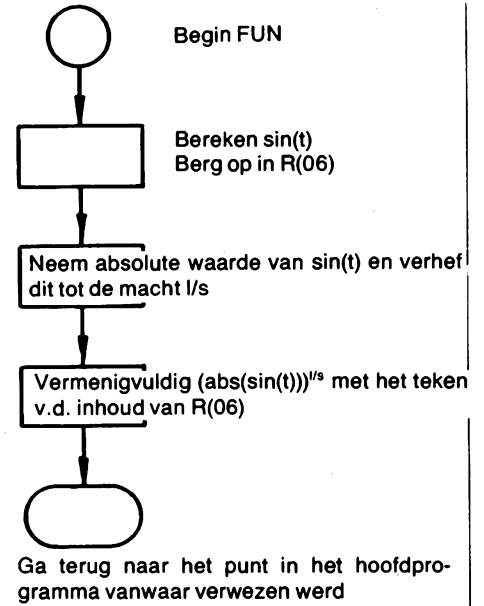 Begin FUN
Bereken sin(t)
Berg op in R(06)
Neem absolute waarde van sin(t) en verhef
dit tot de macht l/s
Vermenigvuldig (abs(sin(t)))^l/s met het teken
v.d. inhoud van R(06)
Ga terug naar het punt in het hoofdpro-
gramma vanwaar verwezen werd